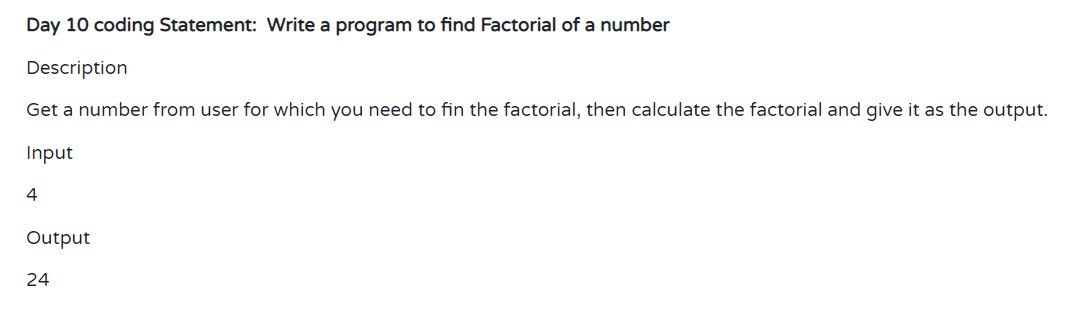 Day 10 coding Statement: Write a program to find Factorial of a number
Description
Get a number from user for which you need to fin the factorial, then calculate the factorial and give it as the output.
Input
4
Output
24